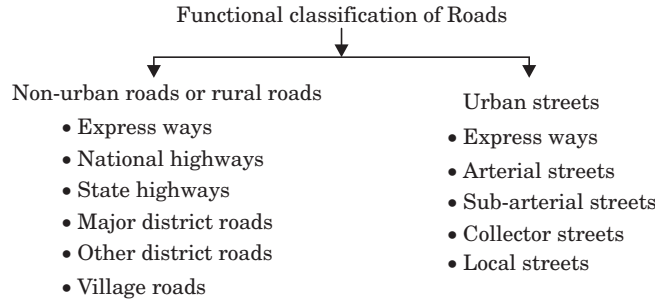 Functional classification of Roads
Non-urban roads or rural roads
• Express ways
• National highways
• State highways
• Major district roads
• Other district roads
• Village roads
Urban streets
• Express ways
• Arterial streets
• Sub-arterial streets
• Collector streets
• Local streets